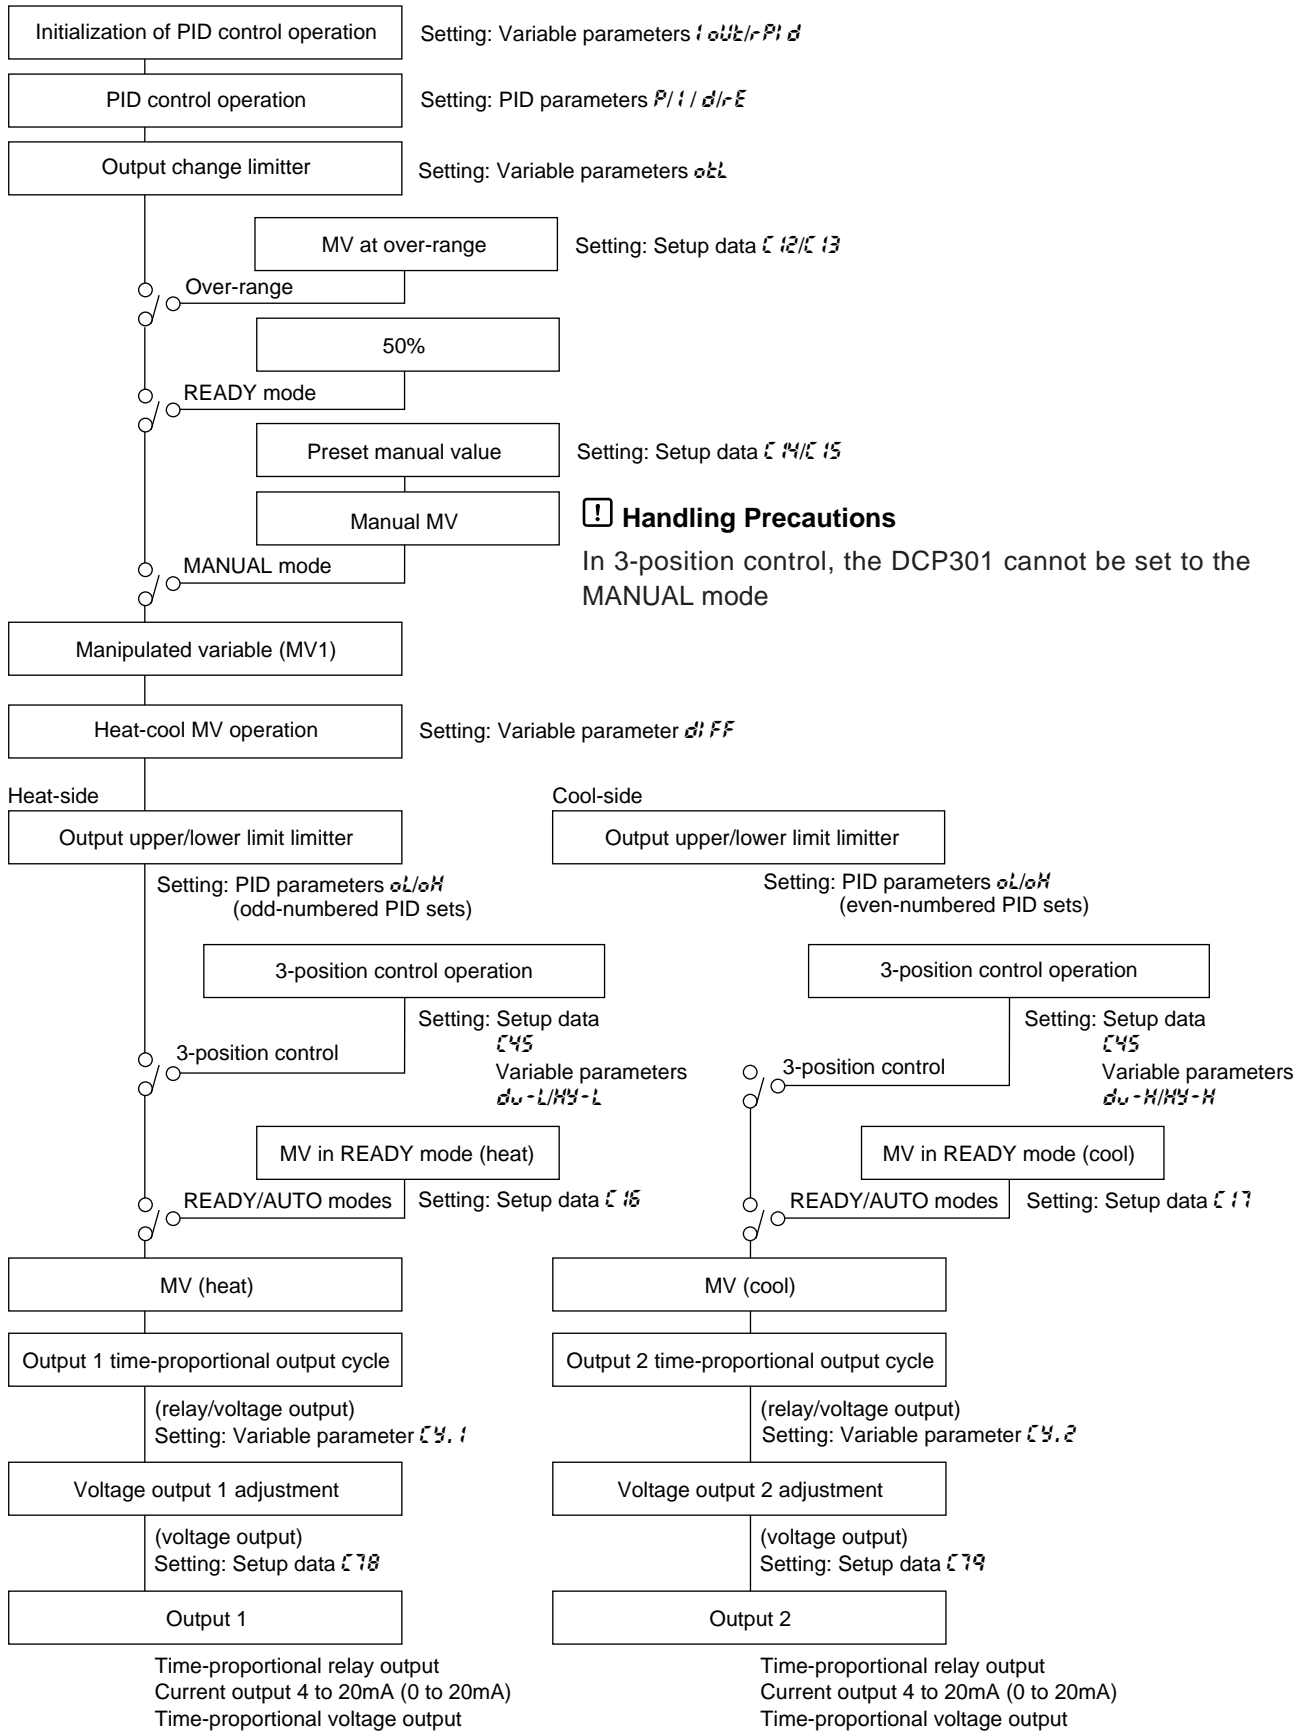 Initialization of PID control operation Setting: Variable parameters IoUt/rPId
PID control operation Setting: PID parameters P/I/d/rE
Output change limitter Setting: Variable parameters otL
MV at over-range Setting: Setup data C12/C13
Over-range
50%
READY mode
Preset manual value Setting: Setup data C14/C15
! Handling Precautions
Manual MV
In 3-position control, the DCP301 cannot be set to the
MANUAL mode
MANUAL mode
Manipulated variable (MV1)
Heat-cool MV operation Setting: Variable parameter dIFF
Heat-side Cool-side
Output upper/lower limit limitter Output upper/lower limit limitter
Setting: PID parameters oL/oH Setting: PID parameters oL/oH
(odd-numbered PID sets) (even-numbered PID sets)
3-position control operation 3-position control operation
Setting: Setup data Setting: Setup data
C45 C45
3-position control 3-position control
Variable parameters Variable parameters
dv-L/HY-L dv-H/HY-H
MV in READY mode (heat) MV in READY mode (cool)
READY/AUTO modes Setting: Setup data C16 READY/AUTO modes Setting: Setup data C17
MV (heat) MV (cool)
Output 1 time-proportional output cycle Output 2 time-proportional output cycle
(relay/voltage output) (relay/voltage output)
Setting: Variable parameter CY.1 Setting: Variable parameter CY.2
Voltage output 1 adjustment Voltage output 2 adjustment
(voltage output) (voltage output)
Setting: Setup data C78 Setting: Setup data C79
Output 1 Output 2
Time-proportional relay output Time-proportional relay output
Current output 4 to 20mA (0 to 20mA) Current output 4 to 20mA (0 to 20mA)
Time-proportional voltage output Time-proportional voltage output